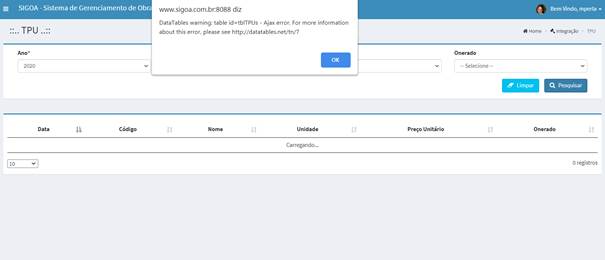 SIGOA - Sistema de Gerenciamento de Obra
Bem Vindo, mperla
www.sigoa.com.br:8088 diz
DataTables warning: table id=tblTPUs - Ajax error. For more information
about this error, please see http://datatables.net/tn/7
OK
::.. TPU ..::
Home
Integração
TPU
Ano*
2020
Onerado
-- Selecione --
Limpar
Pesquisar
Data Código Nome Unidade Preço Unitário Onerado
Carregando...
10
0 registros